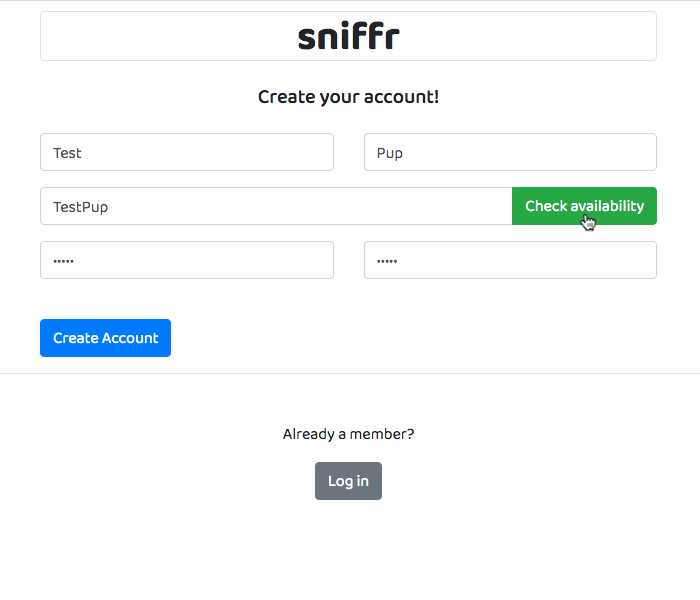 sniffr
Create your account!
Test Pup
TestPup Check availability
••••• •••••
Create Account
Already a member?
Log in